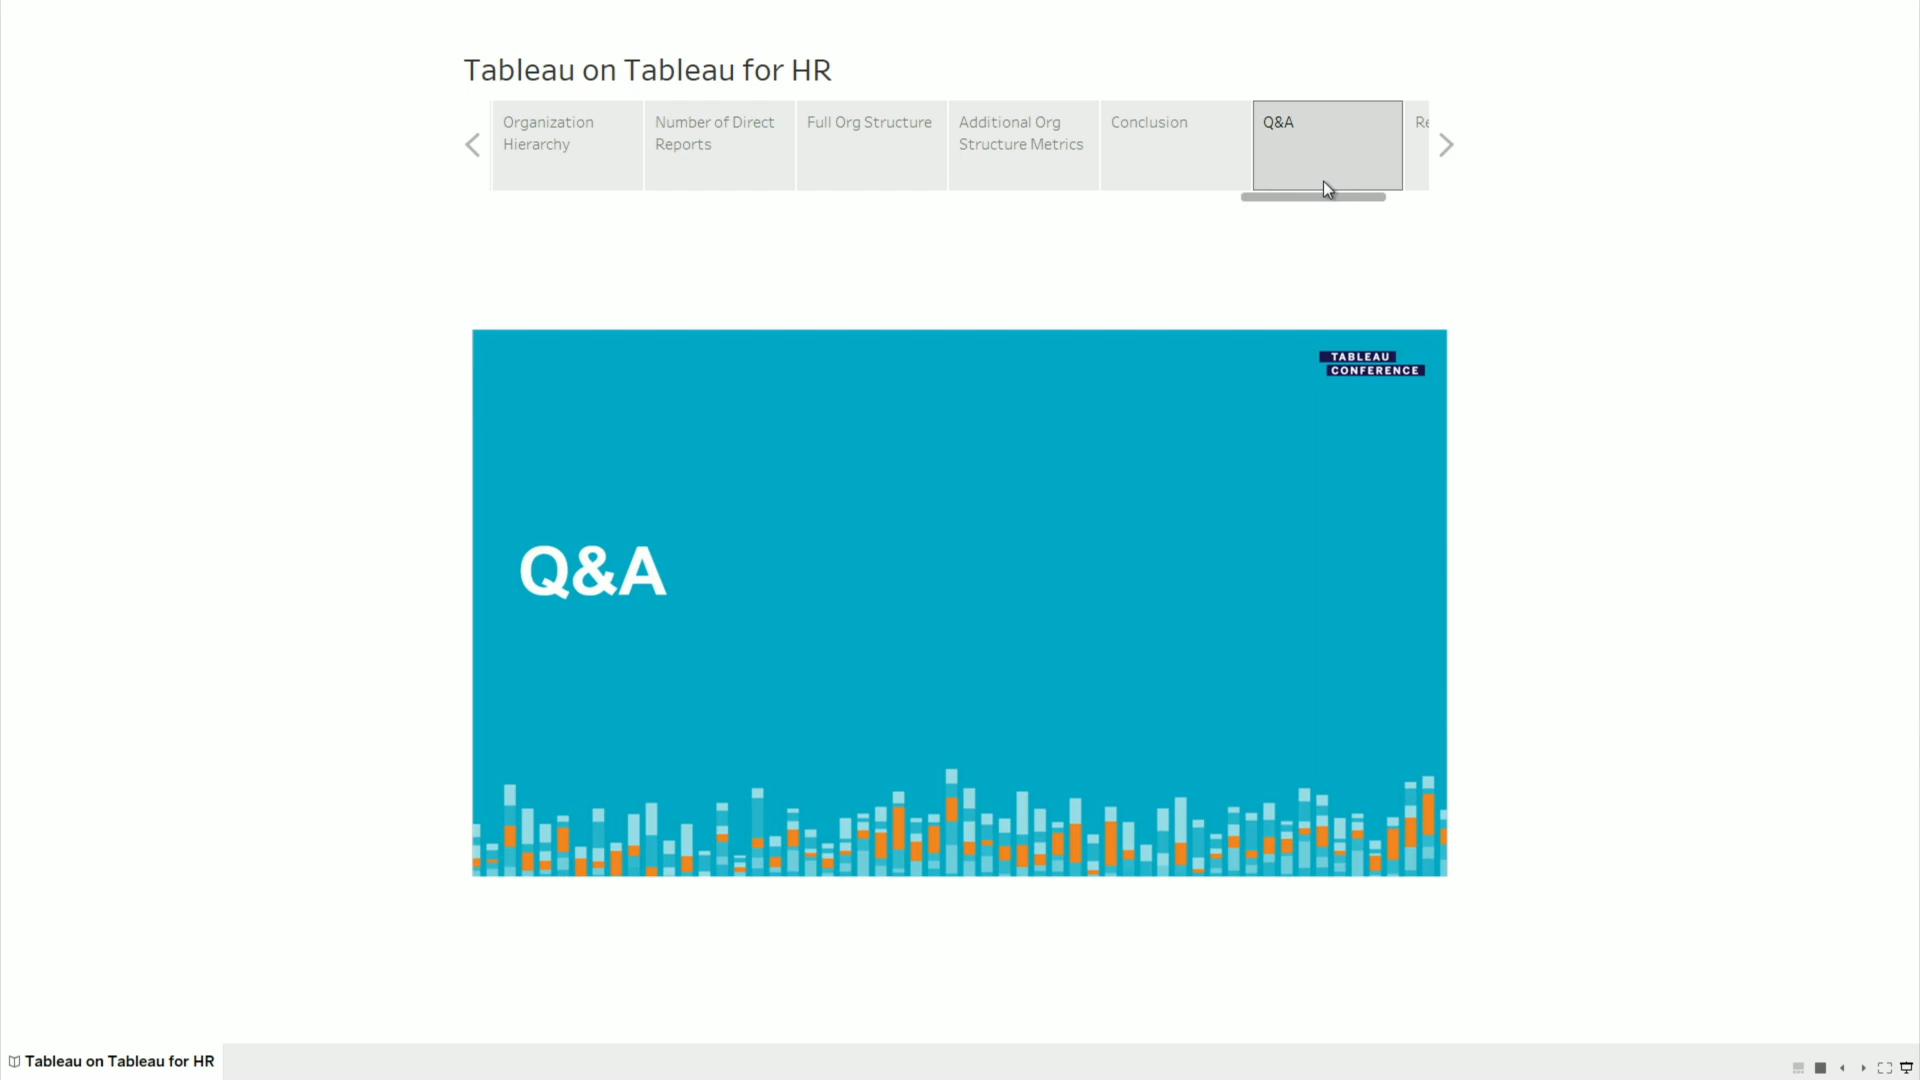 Tableau on Tableau for HR
Organization
Hierarchy
Number of Direct
Reports
Full Org Structure
Additional Org
Structure Metrics
Conclusion
Q&A
Re
TABLEAU
CONFERENCE
Q&A
Tableau on Tableau for HR